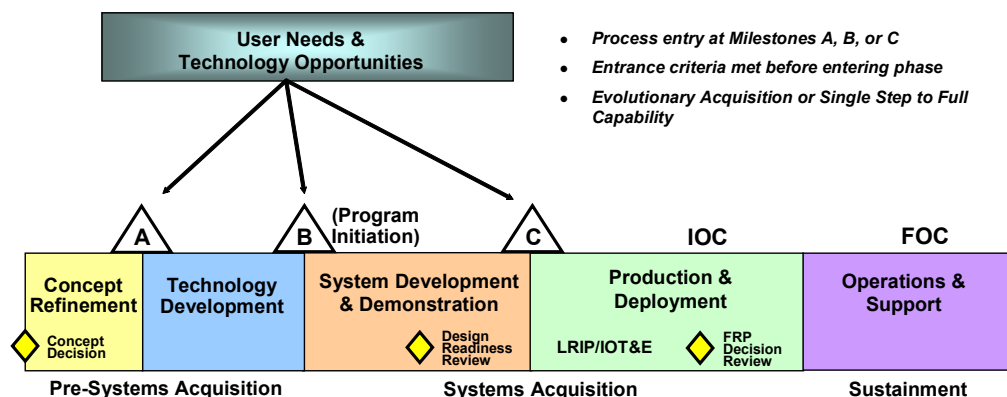 User Needs &
Technology Opportunities
• Process entry at Milestones A, B, or C
• Entrance criteria met before entering phase
• Evolutionary Acquisition or Single Step to Full
Capability
A
B
(Program
Initiation)
C
IOC
FOC
Concept
Refinement
Technology
Development
System Development
& Demonstration
Production &
Deployment
Operations &
Support
Concept
Decision
Design
Readiness
Review
LRIP/IOT&E
FRP
Decision
Review
Pre-Systems Acquisition
Systems Acquisition
Sustainment